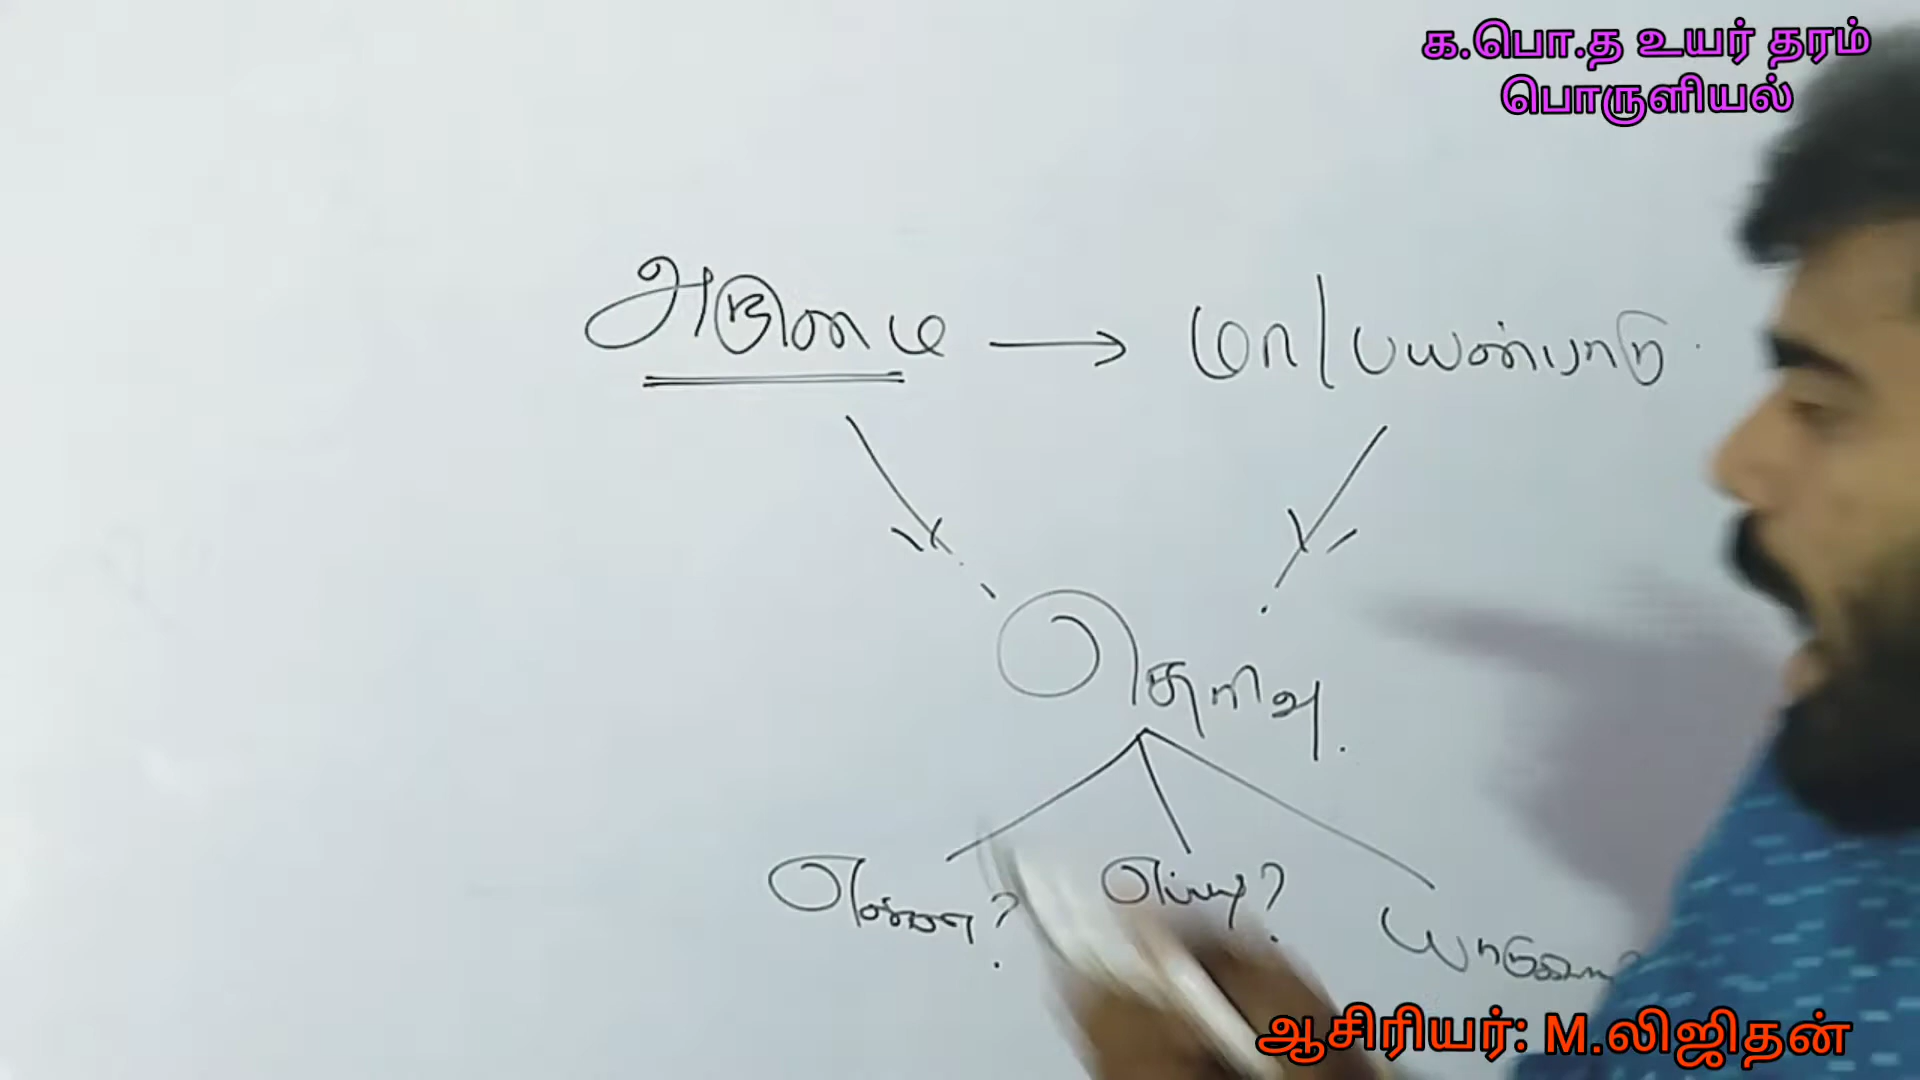 க.பொ.த உயர் தரம்
பொருளியல்
அருமை → மா/பயன்பாடு
தெரிவு.
என்ன? எப்படி?
ஆசிரியர்: M.லிஜிதன்